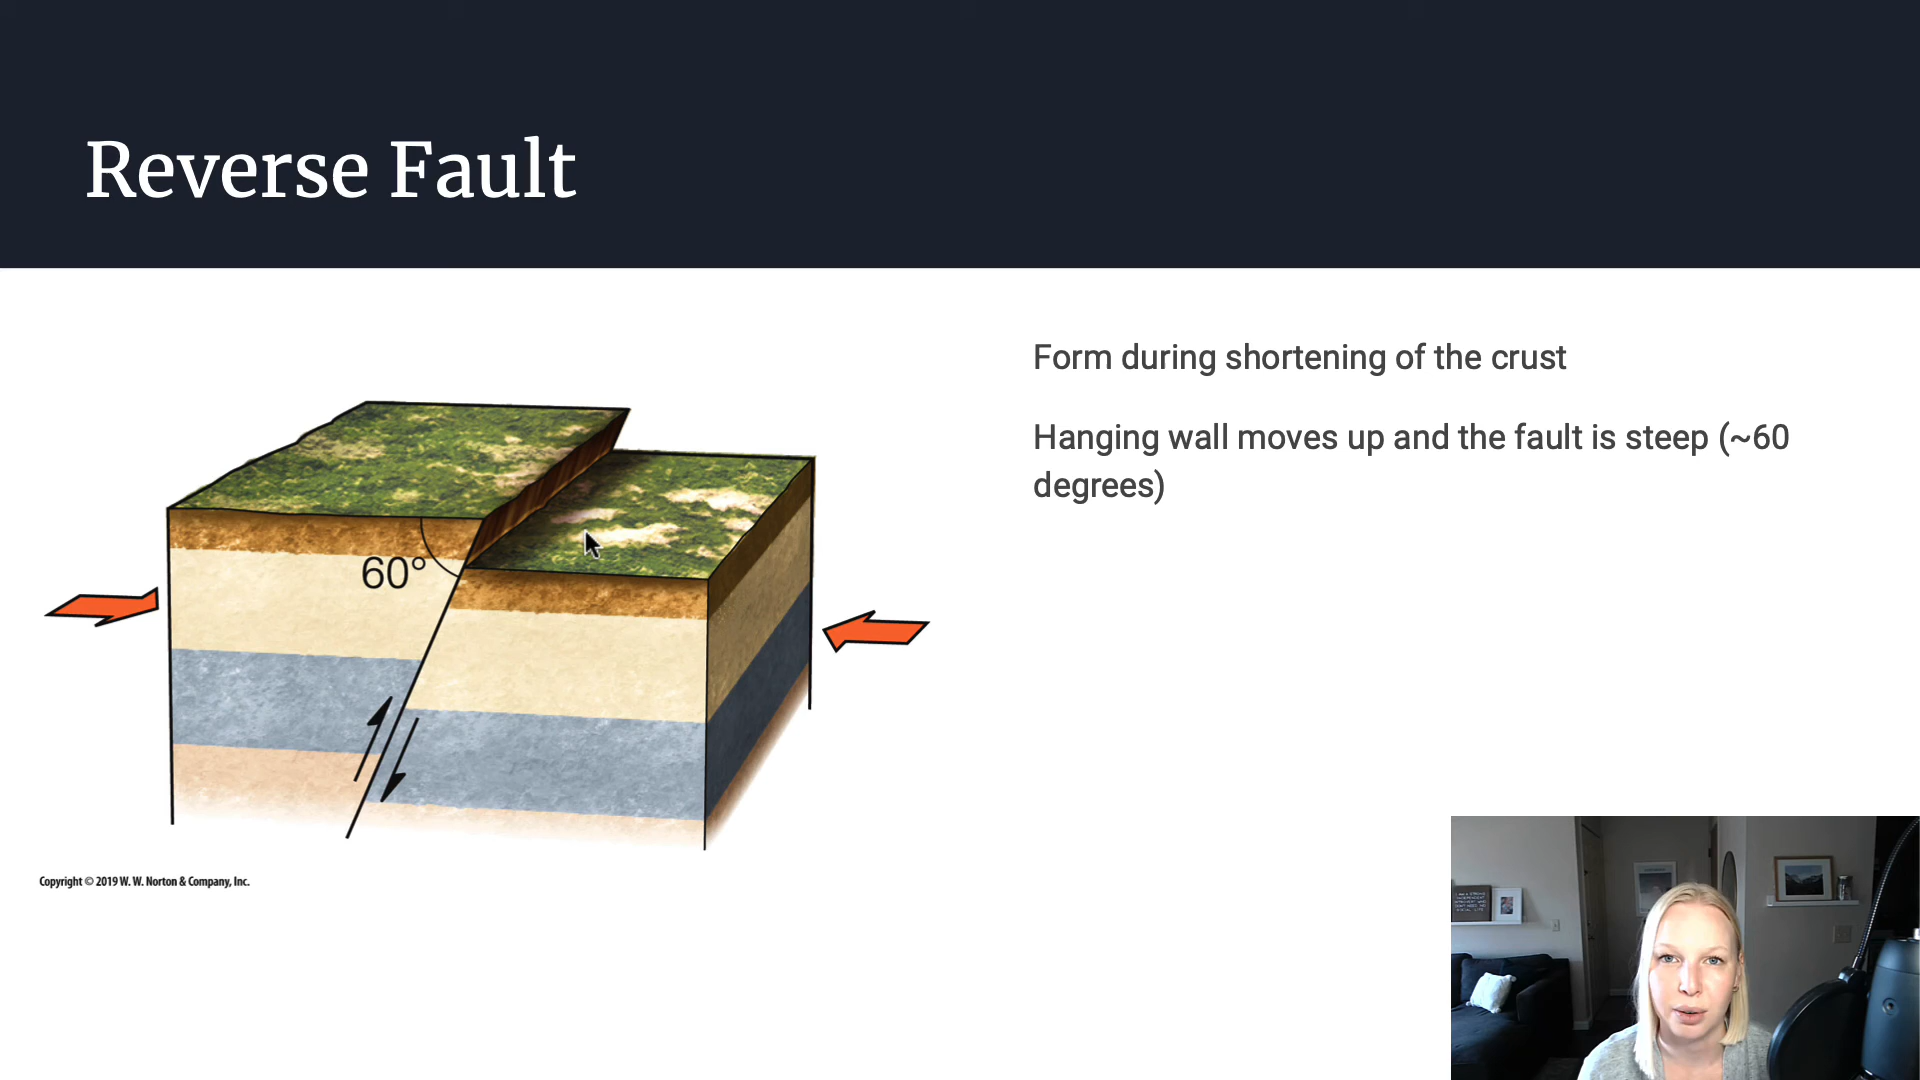 Reverse Fault
Form during shortening of the crust
Hanging wall moves up and the fault is steep (~60
degrees)
60°
Copyright © 2019 W. W. Norton & Company, Inc.